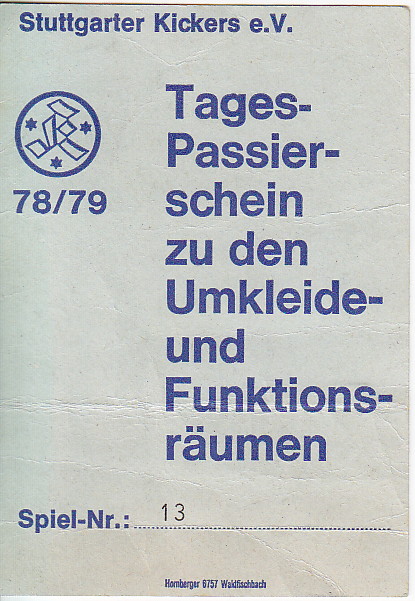 Stuttgarter Kickers e.V.
78/79
Tages-
Passier-
schein
zu den
Umkleide-
und
Funktions-
räumen
Spiel-Nr.: 13
Homberger 6757 Waldfischbach